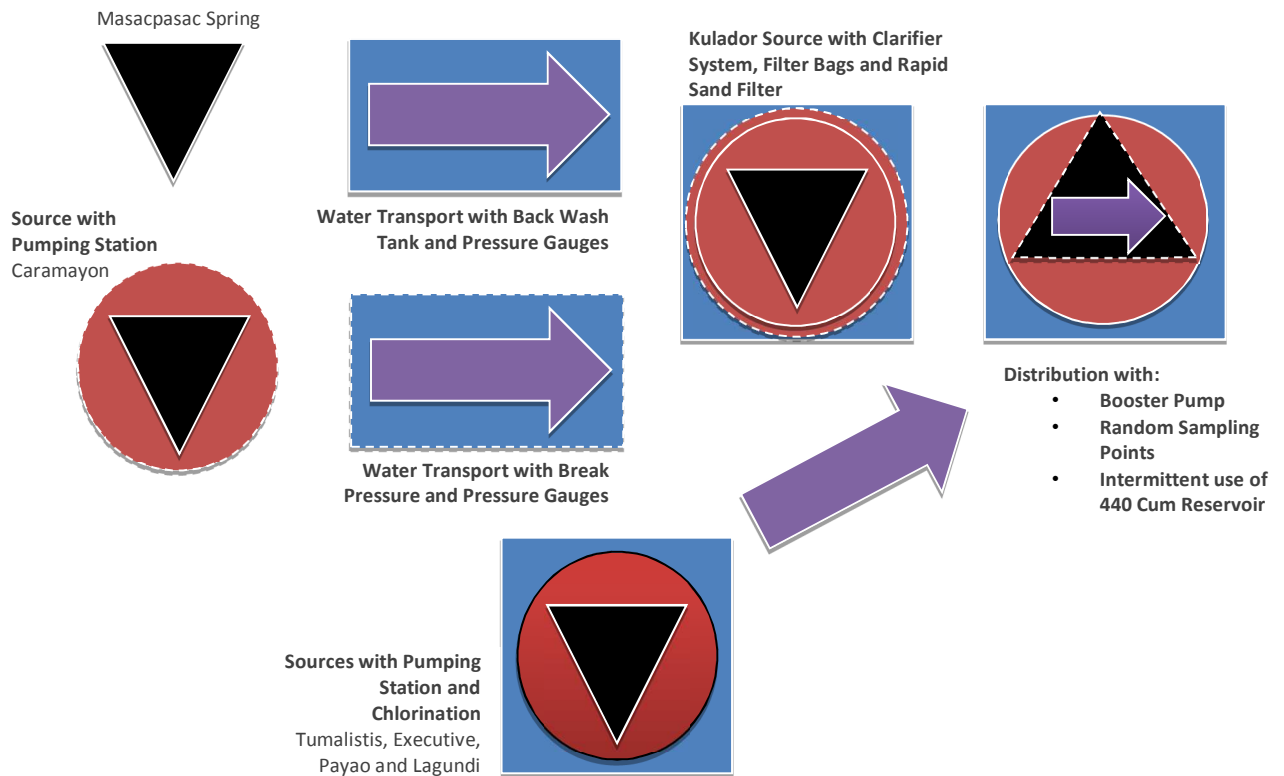 Masacpasac Spring
Source with
Pumping Station
Caramayon
Water Transport with Back Wash
Tank and Pressure Gauges
Water Transport with Break
Pressure and Pressure Gauges
Kulador Source with Clarifier
System, Filter Bags and Rapid
Sand Filter
Distribution with:
• Booster Pump
• Random Sampling
Points
• Intermittent use of
440 Cum Reservoir
Sources with Pumping
Station and
Chlorination
Tumalistis, Executive,
Payao and Lagundi